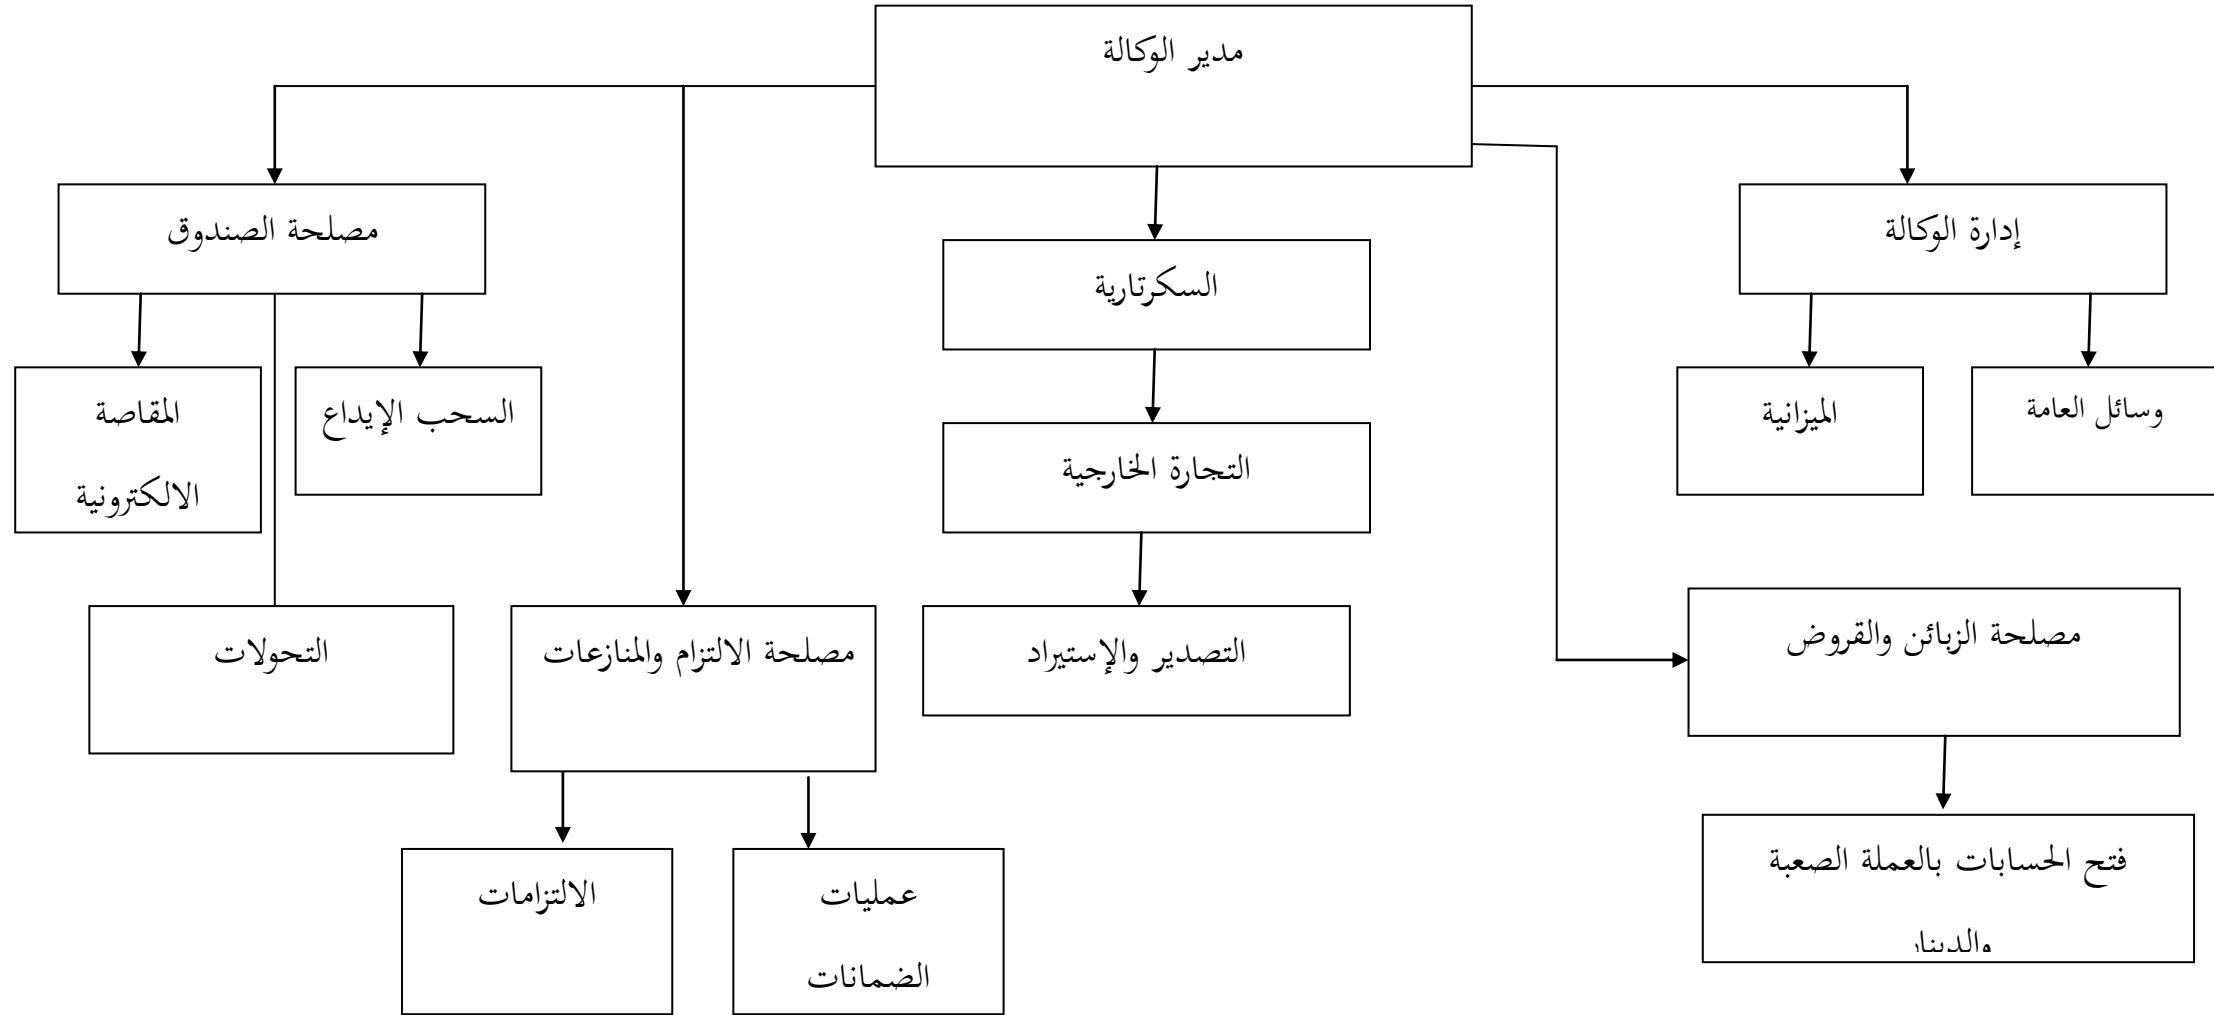 مدير الوكالة
إدارة الوكالة
مصلحة الصندوق
السكرتارية
وسائل العامة
الميزانية
السحب الإيداع
المقاصة
الالكترونية
التجارة الخارجية
مصلحة الزبائن والقروض
التصدير والإستيراد
مصلحة الالتزام والمنازعات
التحولات
فتح الحسابات بالعملة الصعبة
والدينار
عمليات
الضمانات
الالتزامات